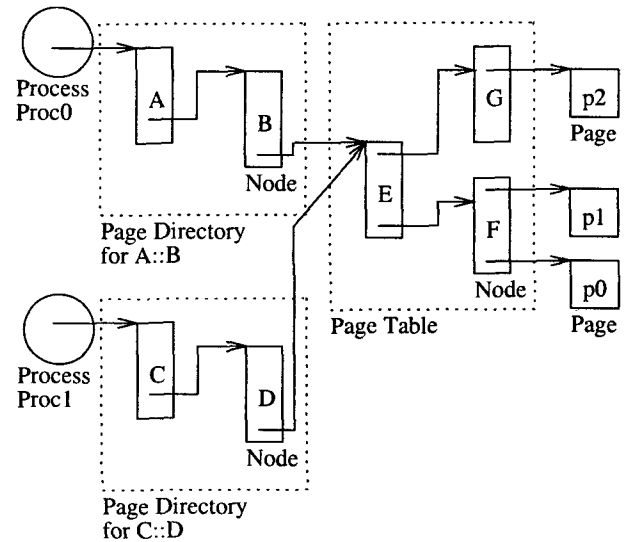 Process
Proc0
A
B
Node
Page Directory
for A::B
E
G
F
Node
Page Table
p2
Page
p1
p0
Page
Process
Proc1
C
D
Node
Page Directory
for C::D